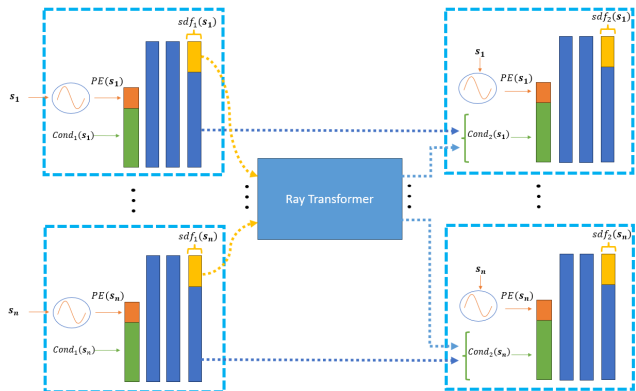 sdf₁(s₁)
s₁
PE(s₁)
Cond₁(s₁)
sdf₂(s₁)
s₁
PE(s₁)
Cond₂(s₁)
Ray Transformer
sdf₁(sₙ)
sₙ
PE(sₙ)
Cond₁(sₙ)
sdf₂(sₙ)
sₙ
PE(sₙ)
Cond₂(sₙ)